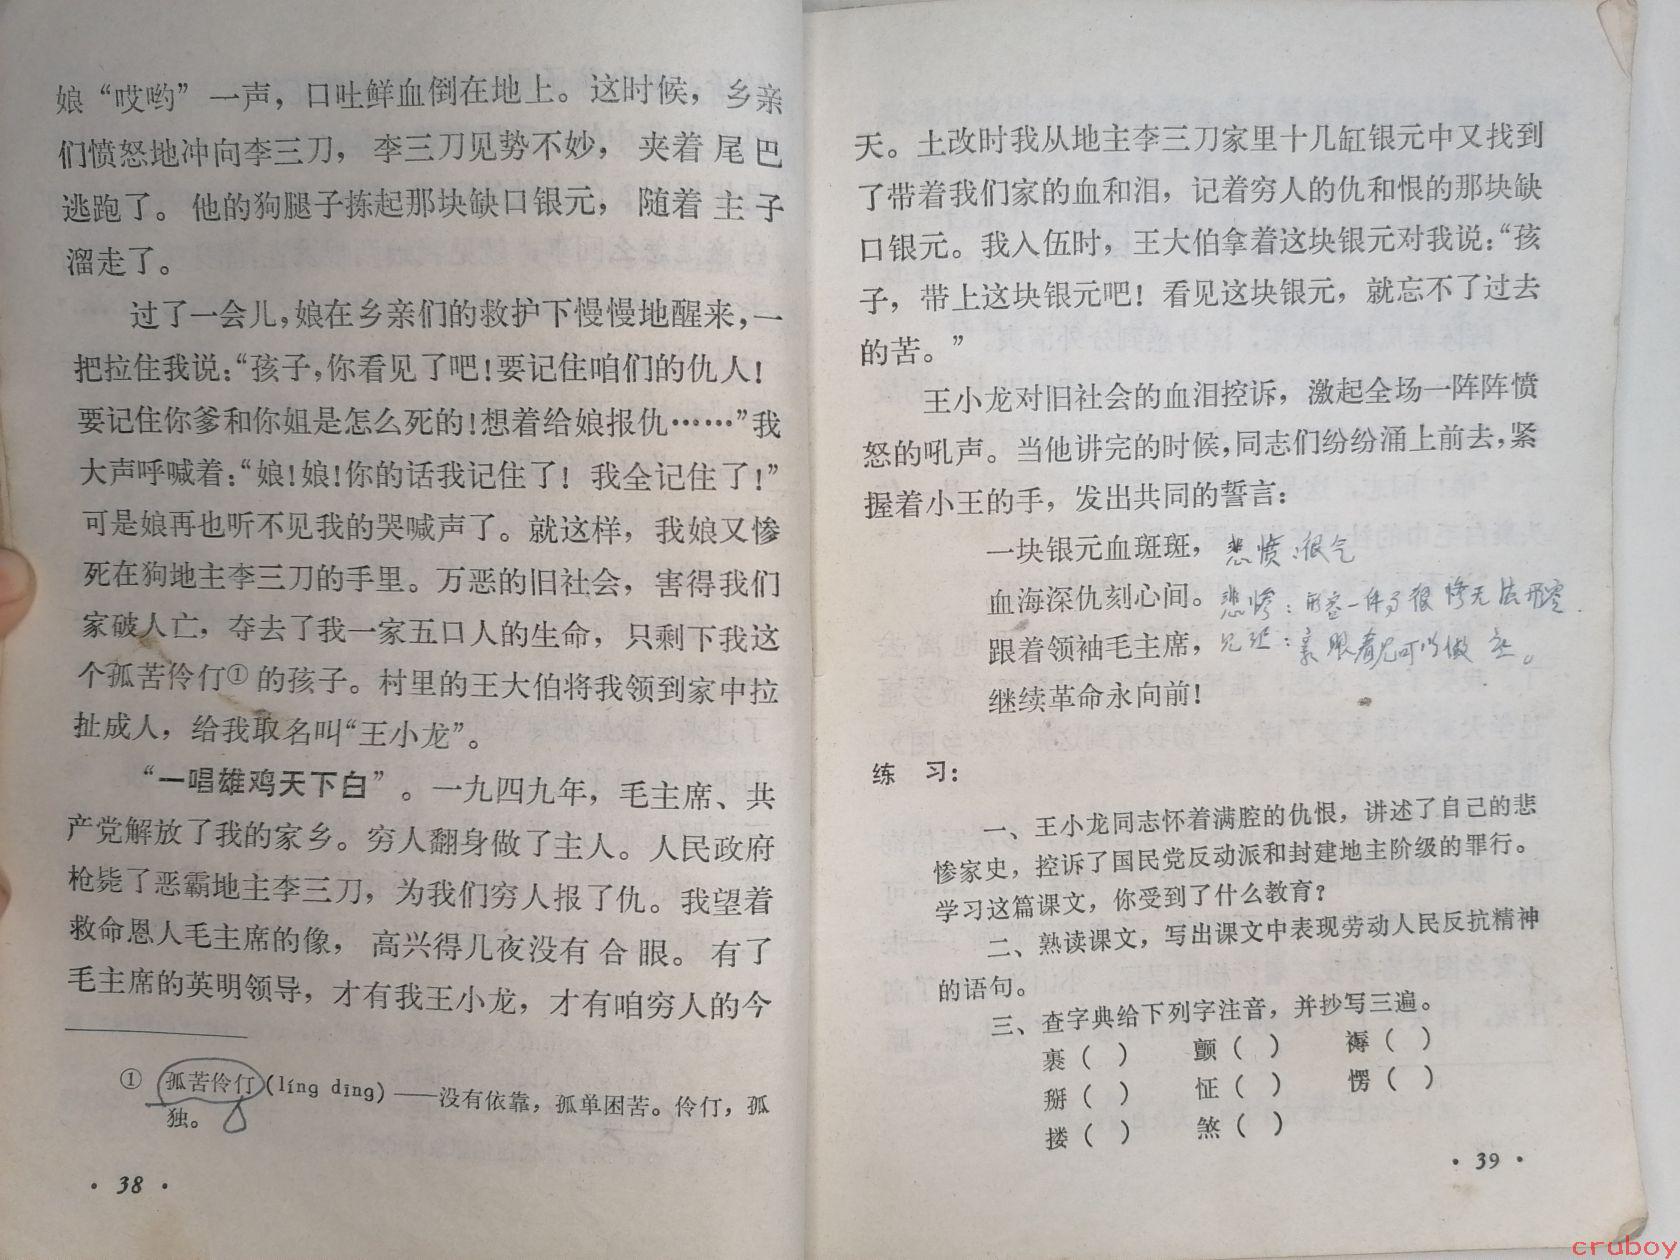 娘“哎哟”一声，口吐鲜血倒在地上。这时候，乡亲
们愤怒地冲向李三刀，李三刀见势不妙，夹着尾巴
逃跑了。他的狗腿子拣起那块缺口银元，随着主子
溜走了。
过了一会儿，娘在乡亲们的救护下慢慢地醒来，一
把拉住我说：“孩子，你看见了吧！要记住咱们的仇人！
要记住你爹和你姐是怎么死的！想着给娘报仇……”我
大声呼喊着：“娘！娘！你的话我记住了！我全记住了！”
可是娘再也听不见我的哭喊声了。就这样，我娘又惨
死在狗地主李三刀的手里。万恶的旧社会，害得我们
家破人亡，夺去了我一家五口人的生命，只剩下我这
个孤苦伶仃①的孩子。村里的王大伯将我领到家中拉
扯成人，给我取名叫“王小龙”。
“一唱雄鸡天下白”。一九四九年，毛主席、共
产党解放了我的家乡。穷人翻身做了主人。人民政府
枪毙了恶霸地主李三刀，为我们穷人报了仇。我望着
救命恩人毛主席的像，高兴得几夜没有合眼。有了
毛主席的英明领导，才有我王小龙，才有咱穷人的今
① 孤苦伶仃(líng dīng)——没有依靠，孤单困苦。伶仃，孤
独。
·38·
天。土改时我从地主李三刀家里十几缸银元中又找到
了带着我们家的血和泪，记着穷人的仇和恨的那块缺
口银元。我入伍时，王大伯拿着这块银元对我说：“孩
子，带上这块银元吧！看见这块银元，就忘不了过去
的苦。”
王小龙对旧社会的血泪控诉，激起全场一阵阵愤
怒的吼声。当他讲完的时候，同志们纷纷涌上前去，紧
握着小王的手，发出共同的誓言：
一块银元血斑斑，悲愤：很气
血海深仇刻心间。悲惨：形容一件事很惨无法形容.
跟着领袖毛主席，见证：亲眼看见可以做证。
继续革命永向前！
练 习：
一、王小龙同志怀着满腔的仇恨，讲述了自己的悲
惨家史，控诉了国民党反动派和封建地主阶级的罪行。
学习这篇课文，你受到了什么教育？
二、熟读课文，写出课文中表现劳动人民反抗精神
的语句。
三、查字典给下列字注音，并抄写三遍。
裹（ ） 颤（ ） 褥（ ）
掰（ ） 怔（ ） 愣（ ）
搂（ ） 煞（ ）
·39·
cruboy